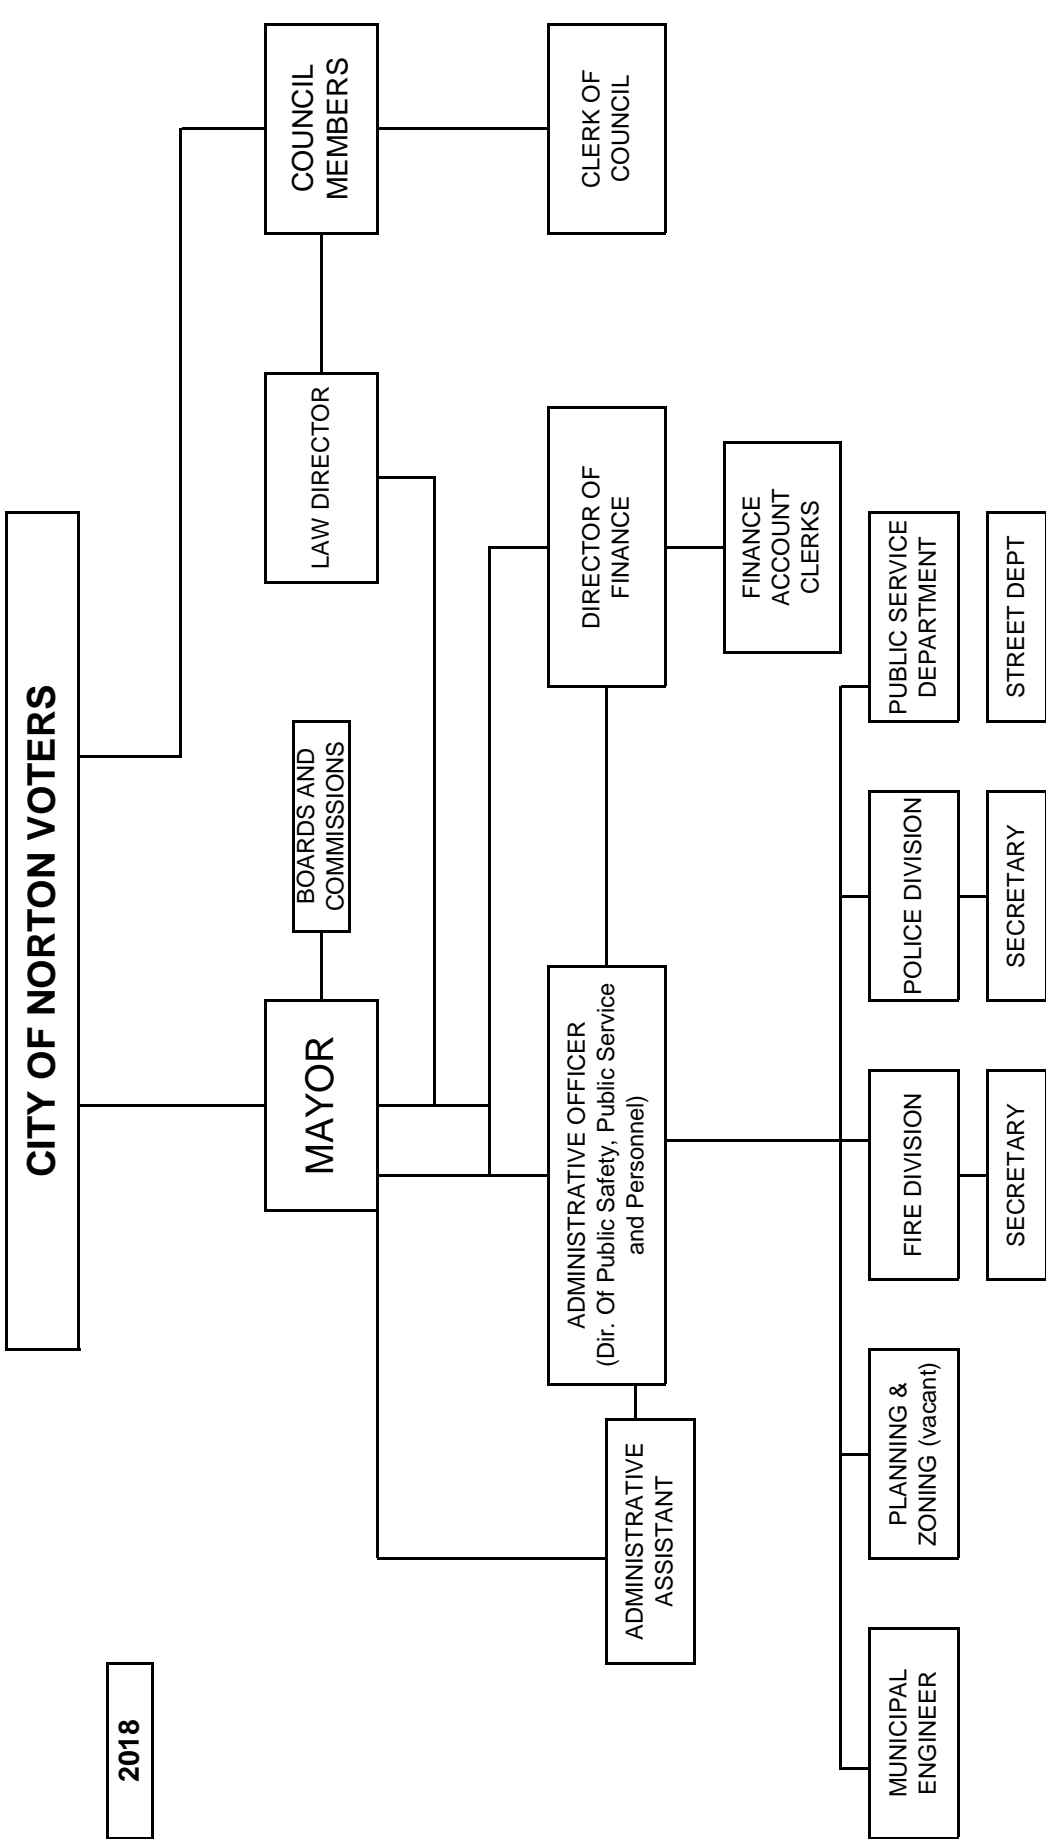 CITY OF NORTON VOTERS
2018
MAYOR
BOARDS AND
COMMISSIONS
LAW DIRECTOR
COUNCIL
MEMBERS
ADMINISTRATIVE
ASSISTANT
ADMINISTRATIVE OFFICER
(Dir. Of Public Safety, Public Service
and Personnel)
DIRECTOR OF
FINANCE
CLERK OF
COUNCIL
FINANCE
ACCOUNT
CLERKS
MUNICIPAL
ENGINEER
PLANNING &
ZONING (vacant)
FIRE DIVISION
POLICE DIVISION
PUBLIC SERVICE
DEPARTMENT
SECRETARY
SECRETARY
STREET DEPT